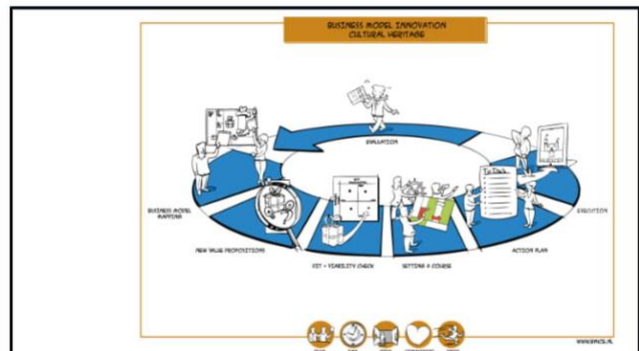 BUSINESS MODEL INNOVATION
CULTURAL HERITAGE
EVALUATION
To Do's
BUSINESS MODEL
MAPPING
EXECUTION
NEW VALUE PROPOSITIONS
FIT + VIABILITY CHECK
SETTING A COURSE
ACTION PLAN